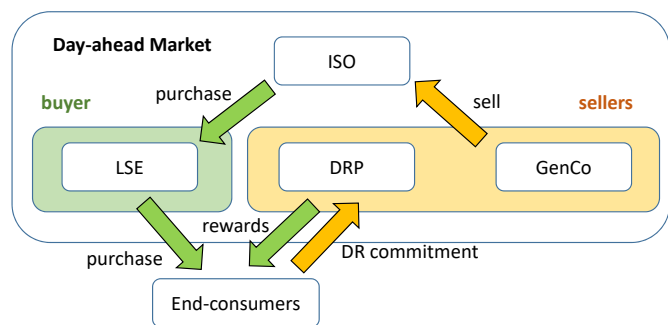 Day-ahead Market
ISO
purchase
sell
buyer
sellers
LSE
DRP
GenCo
rewards
purchase
DR commitment
End-consumers